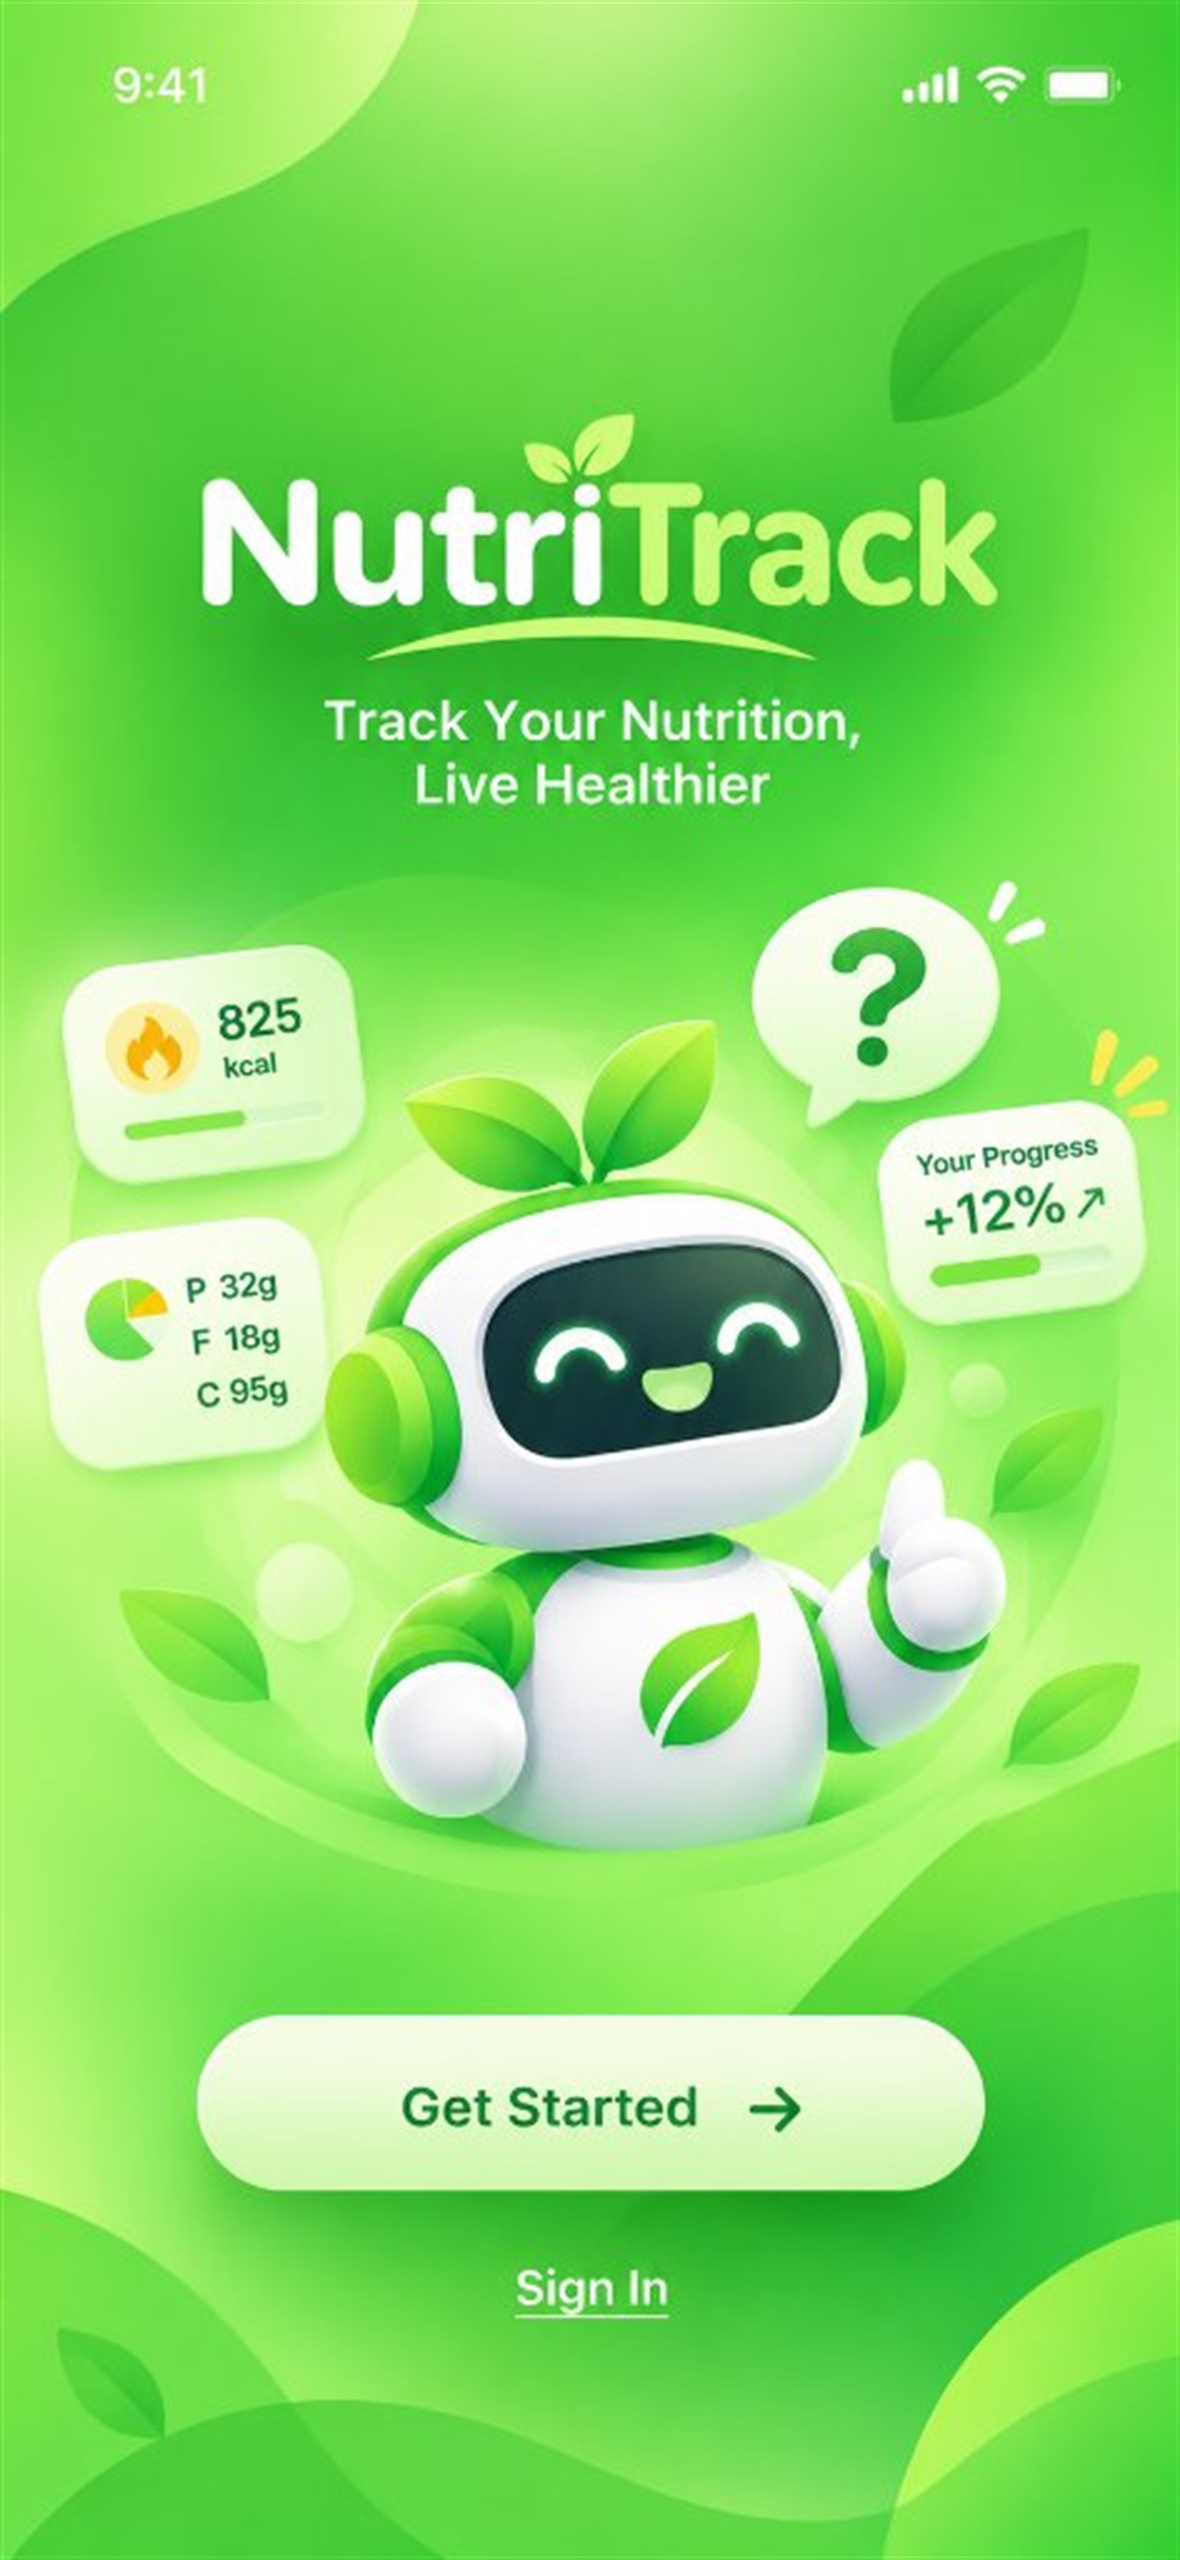 9:41
NutriTrack
Track Your Nutrition,
Live Healthier
?
825
kcal
Your Progress
+12%↗
P 32g
F 18g
C 95g
Get Started →
Sign In